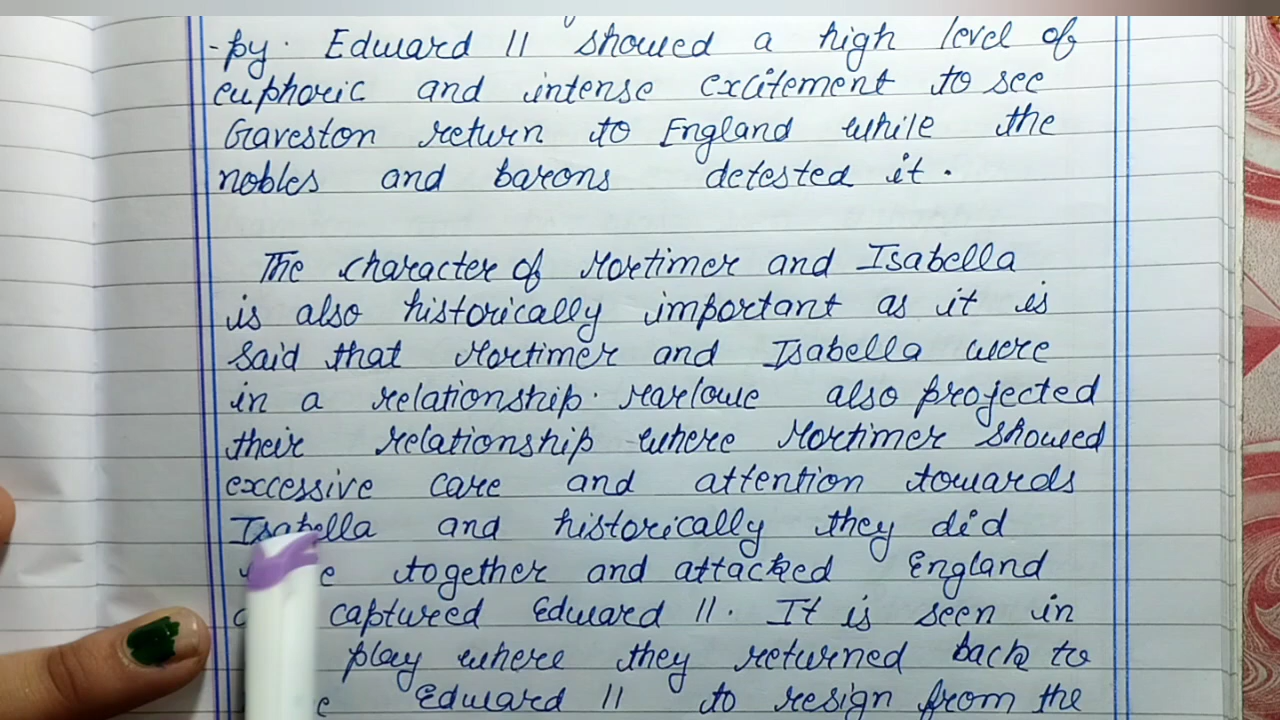 -py. Edward II showed a high level of
euphoric and intense excitement to see
Gaveston return to England while the
nobles and barons detested it.
The character of Mortimer and Isabella
is also historically important as it is
said that Mortimer and Isabella were
in a relationship. Marlowe also projected
their relationship where Mortimer showed
excessive care and attention towards
Isabella and historically they did
together and attacked England
captured Edward II. It is seen in
play where they returned back to
Edward II to resign from the